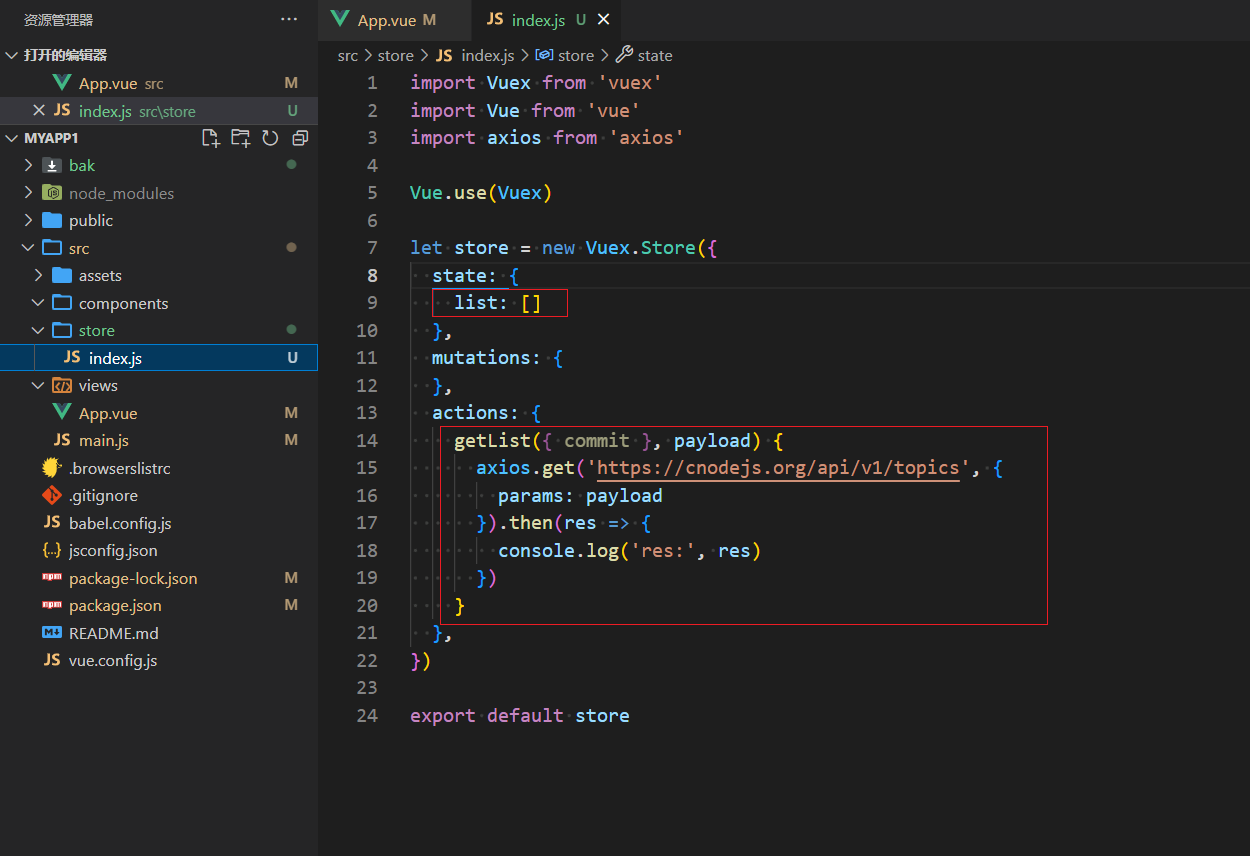 资源管理器 ···
打开的编辑器
App.vue src M
JS index.js src\store U
MYAPP1
bak
node_modules
public
src
assets
components
store
JS index.js U
views
App.vue M
JS main.js M
.browserslistrc
.gitignore
JS babel.config.js
{..} jsconfig.json
npm package-lock.json M
npm package.json M
M README.md
JS vue.config.js
App.vue M JS index.js U
src > store > JS index.js > store > state
1 import Vuex from 'vuex'
2 import Vue from 'vue'
3 import axios from 'axios'
4
5 Vue.use(Vuex)
6
7 let store = new Vuex.Store({
8 state: {
9 list: []
10 },
11 mutations: {
12 },
13 actions: {
14 getList({ commit }, payload) {
15 axios.get('https://cnodejs.org/api/v1/topics', {
16 params: payload
17 }).then(res => {
18 console.log('res:', res)
19 })
20 }
21 },
22 })
23
24 export default store